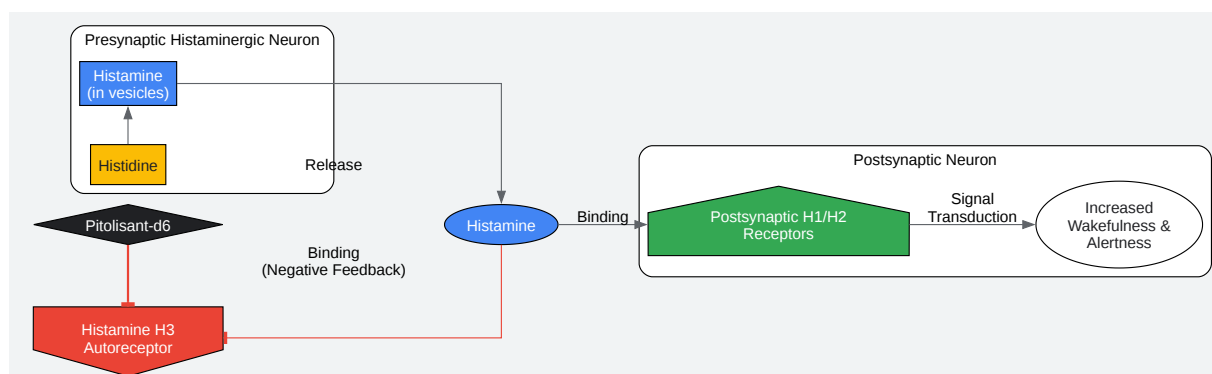 Presynaptic Histaminergic Neuron
Histamine
(in vesicles)
Histidine
Release
Pitolisant-d6
Histamine
Binding
Binding
(Negative Feedback)
Histamine H3
Autoreceptor
Postsynaptic Neuron
Postsynaptic H1/H2
Receptors
Signal
Transduction
Increased
Wakefulness &
Alertness